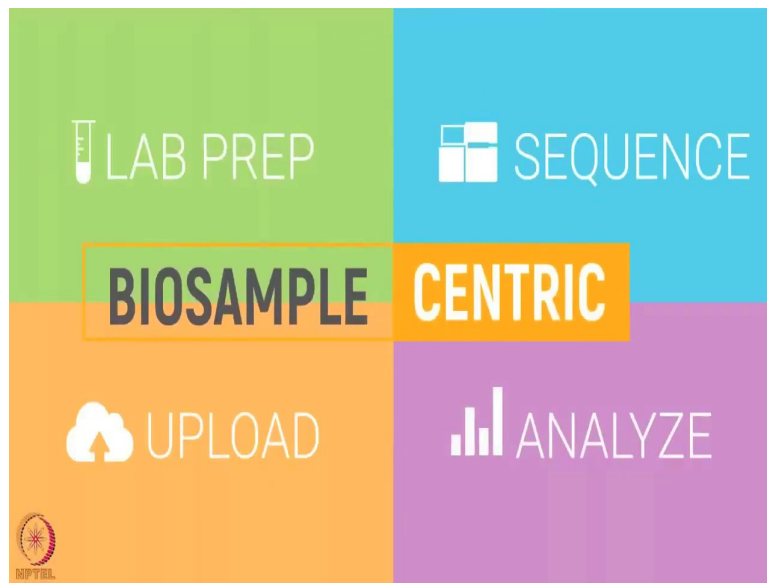 LAB PREP
SEQUENCE
BIOSAMPLE CENTRIC
UPLOAD
ANALYZE
NPTEL